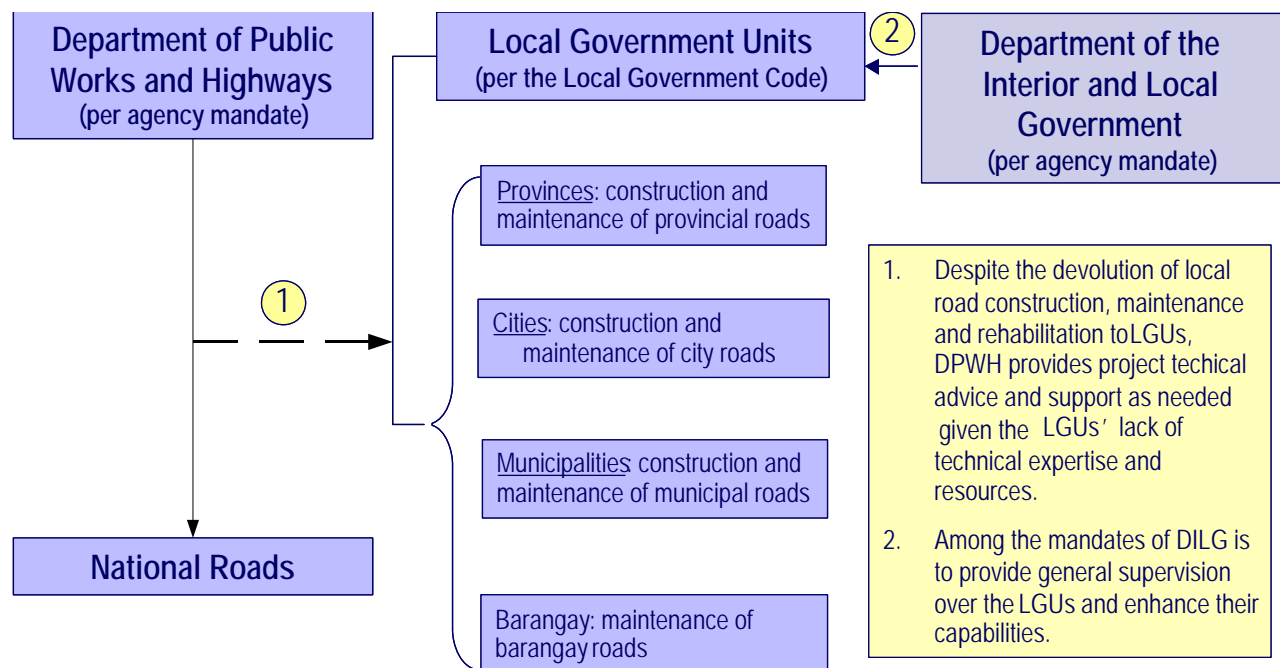 Department of Public
Works and Highways
(per agency mandate)
Local Government Units
(per the Local Government Code)
2
Department of the
Interior and Local
Government
(per agency mandate)
Provinces: construction and
maintenance of provincial roads
1
Cities: construction and
maintenance of city roads
Municipalities: construction and
maintenance of municipal roads
Barangay: maintenance of
barangay roads
National Roads
1. Despite the devolution of local
road construction, maintenance
and rehabilitation to LGUs,
DPWH provides project techical
advice and support as needed
given the LGUs' lack of
technical expertise and
resources.
2. Among the mandates of DILG is
to provide general supervision
over the LGUs and enhance their
capabilities.